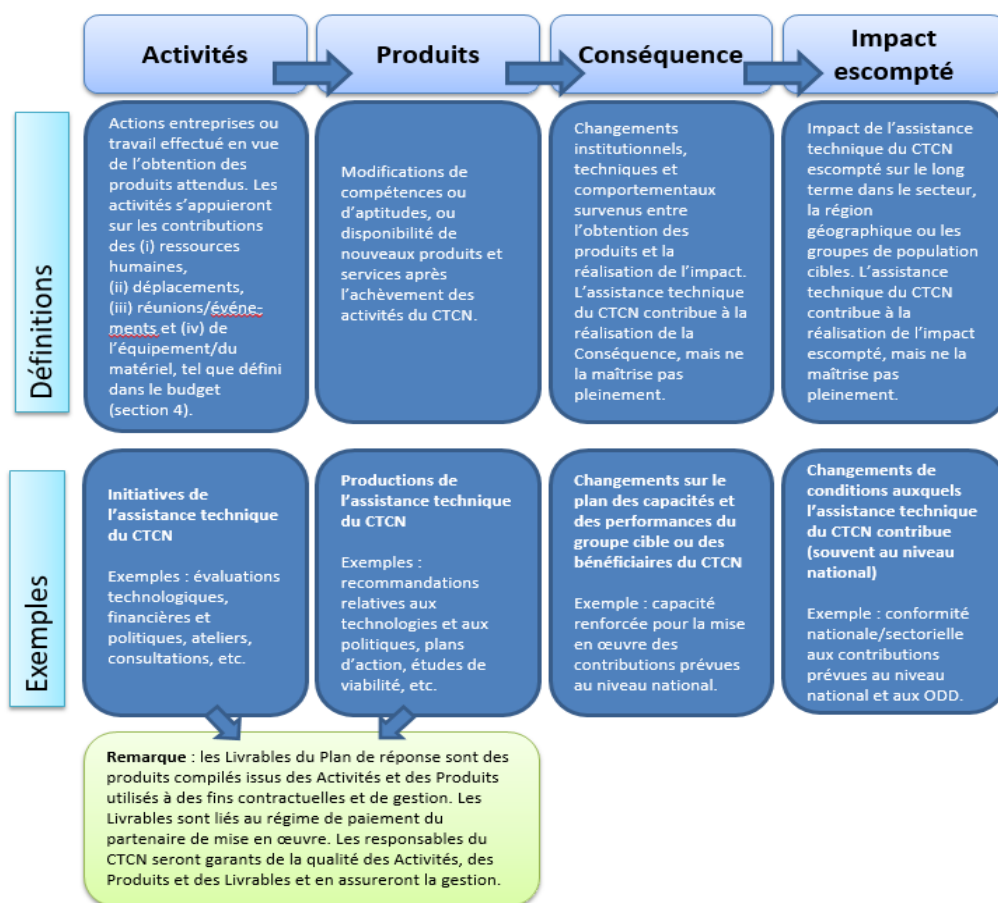 Activités
Produits
Conséquence
Impact
escompté
Définitions
Actions entreprises ou
travail effectué en vue
de l’obtention des
produits attendus. Les
activités s’appuieront
sur les contributions
des (i) ressources
humaines,
(ii) déplacements,
(iii) réunions/événe-
ments et (iv) de
l’équipement/du
matériel, tel que défini
dans le budget
(section 4).
Modifications de
compétences ou
d’aptitudes, ou
disponibilité de
nouveaux produits et
services après
l’achèvement des
activités du CTCN.
Changements
institutionnels,
techniques et
comportementaux
survenus entre
l’obtention des
produits et la
réalisation de l’impact.
L’assistance technique
du CTCN contribue à la
réalisation de la
Conséquence, mais ne
la maîtrise pas
pleinement.
Impact de l’assistance
technique du CTCN
escompté sur le long
terme dans le secteur,
la région
géographique ou les
groupes de population
cibles. L’assistance
technique du CTCN
contribue à la
réalisation de l’impact
escompté, mais ne la
maîtrise pas
pleinement.
Exemples
Initiatives de
l’assistance technique
du CTCN
Exemples : évaluations
technologiques,
financières et
politiques, ateliers,
consultations, etc.
Productions de
l’assistance technique
du CTCN
Exemples :
recommandations
relatives aux
technologies et aux
politiques, plans
d’action, études de
viabilité, etc.
Changements sur le
plan des capacités et
des performances du
groupe cible ou des
bénéficiaires du CTCN
Exemple : capacité
renforcée pour la mise
en œuvre des
contributions prévues
au niveau national.
Changements de
conditions auxquels
l’assistance technique
du CTCN contribue
(souvent au niveau
national)
Exemple : conformité
nationale/sectorielle
aux contributions
prévues au niveau
national et aux ODD.
Remarque : les Livrables du Plan de réponse sont des
produits compilés issus des Activités et des Produits
utilisés à des fins contractuelles et de gestion. Les
Livrables sont liés au régime de paiement du
partenaire de mise en œuvre. Les responsables du
CTCN seront garants de la qualité des Activités, des
Produits et des Livrables et en assureront la gestion.